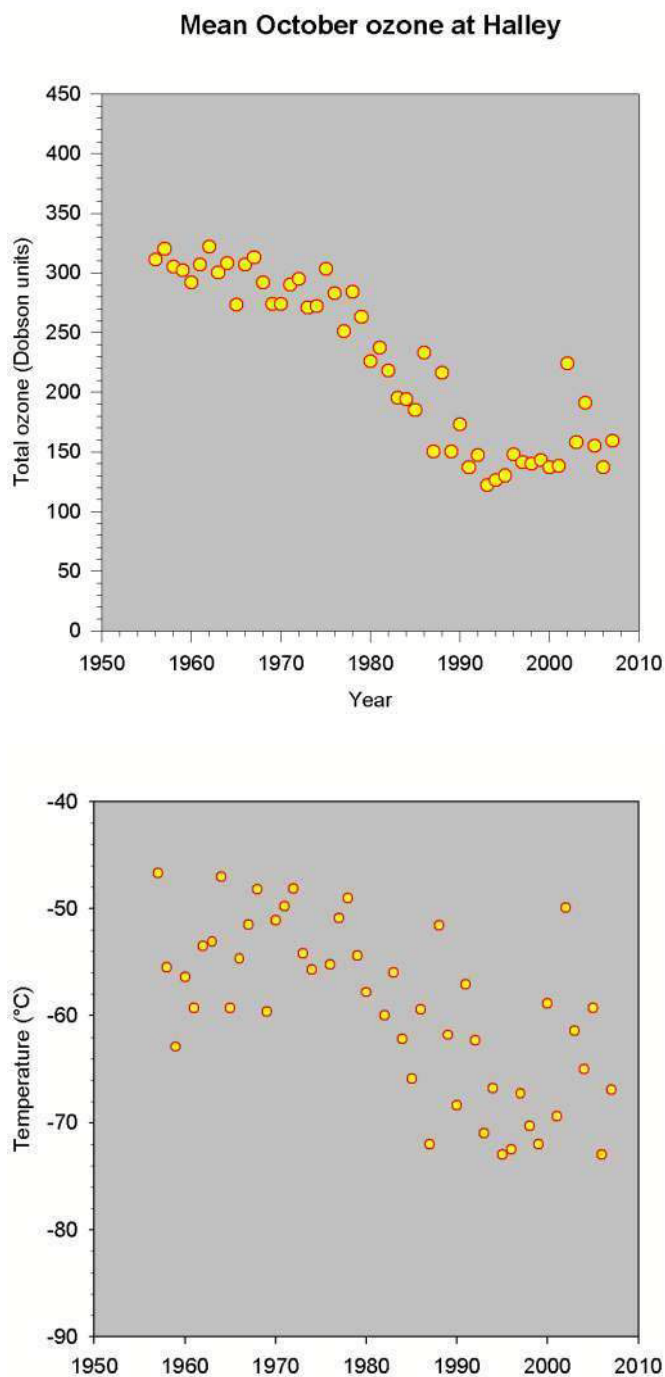 Mean October ozone at Halley
Total ozone (Dobson units)
450
400
350
300
250
200
150
100
50
0
1950 1960 1970 1980 1990 2000 2010
Year
Temperature (°C)
-40
-50
-60
-70
-80
-90
1950 1960 1970 1980 1990 2000 2010